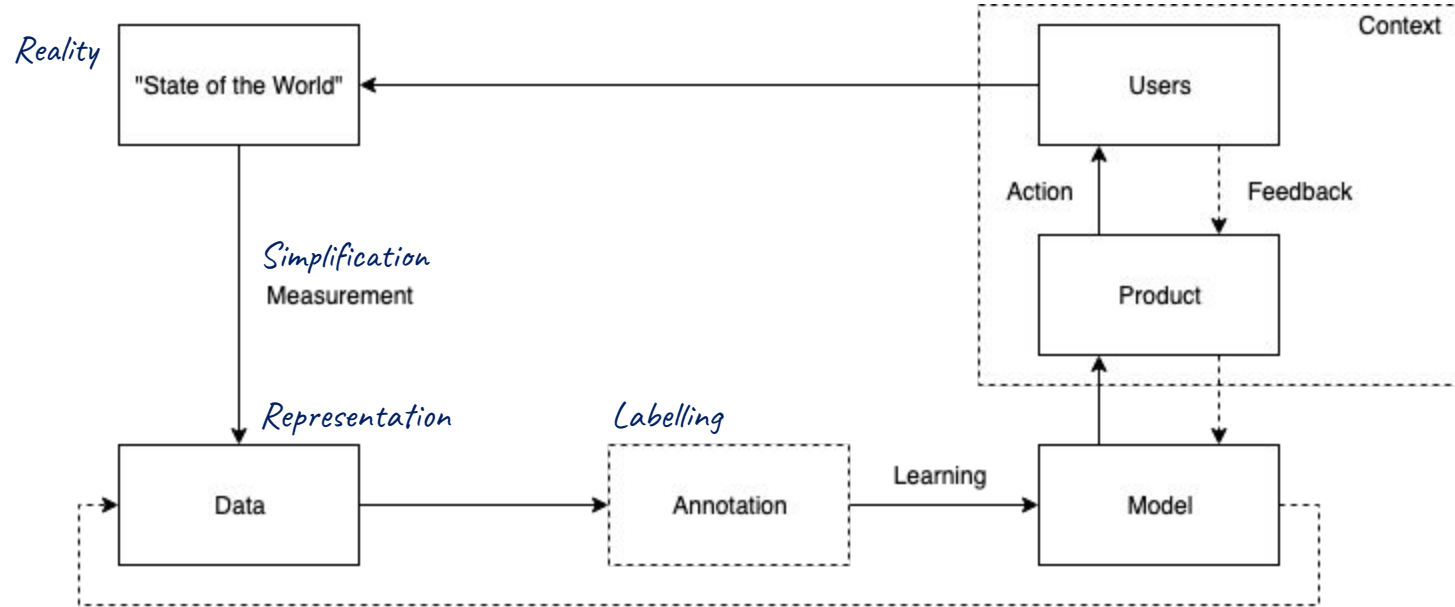 Context
Reality
"State of the World"
Users
Action
Feedback
Simplification
Measurement
Product
Representation
Labelling
Learning
Data
Annotation
Model